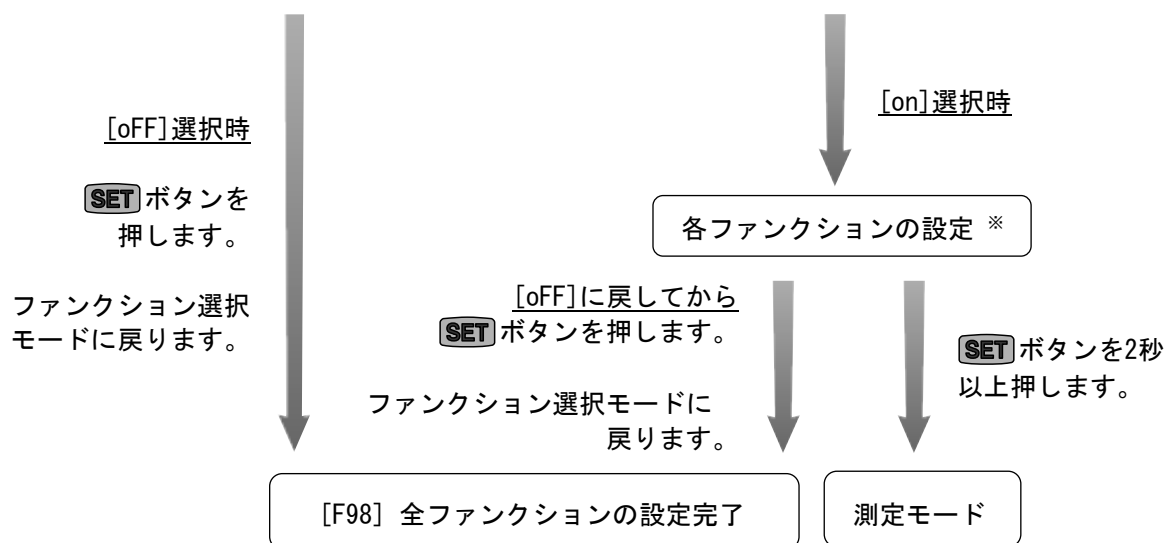 [oFF]選択時
SETボタンを
押します。
ファンクション選択
モードに戻ります。
[on]選択時
各ファンクションの設定 ※
[oFF]に戻してから
SETボタンを押します。
ファンクション選択モードに
戻ります。
SETボタンを2秒
以上押します。
[F98] 全ファンクションの設定完了
測定モード